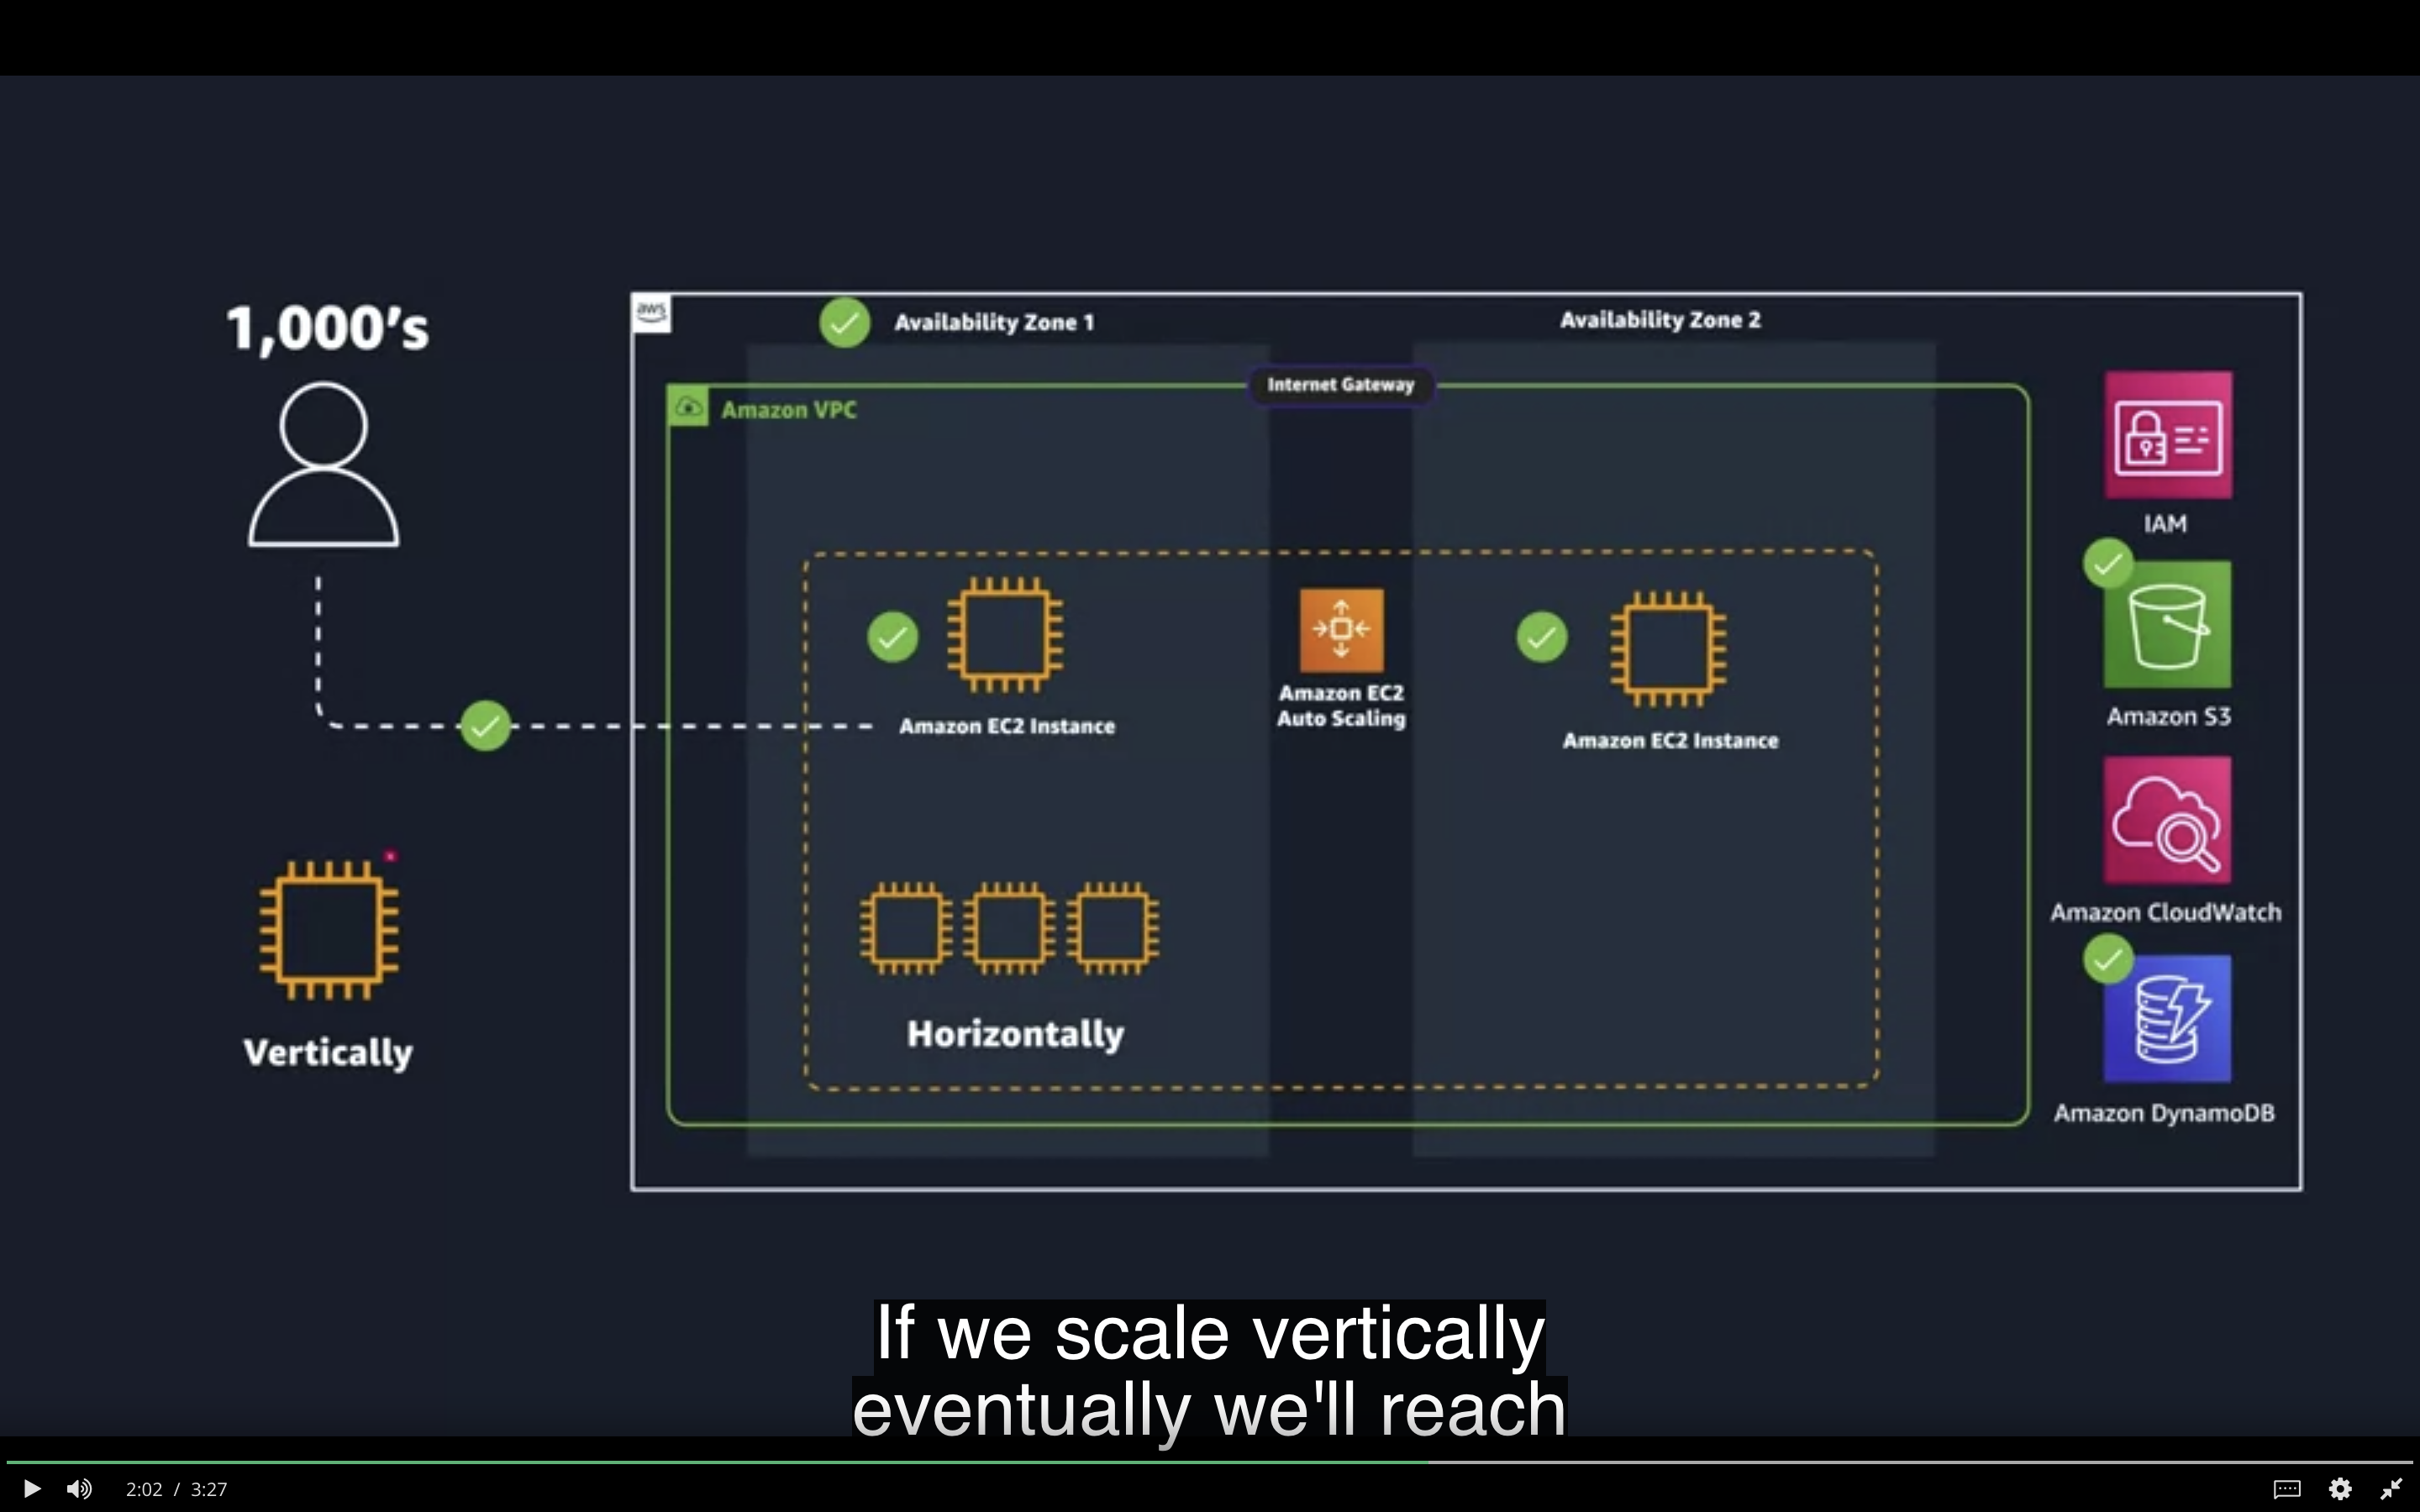 1,000's
aws
Availability Zone 1
Availability Zone 2
Internet Gateway
Amazon VPC
IAM
Amazon EC2 Instance
Amazon EC2
Auto Scaling
Amazon EC2 Instance
Amazon S3
Amazon CloudWatch
Vertically
Horizontally
Amazon DynamoDB
If we scale vertically
eventually we'll reach
2:02 / 3:27